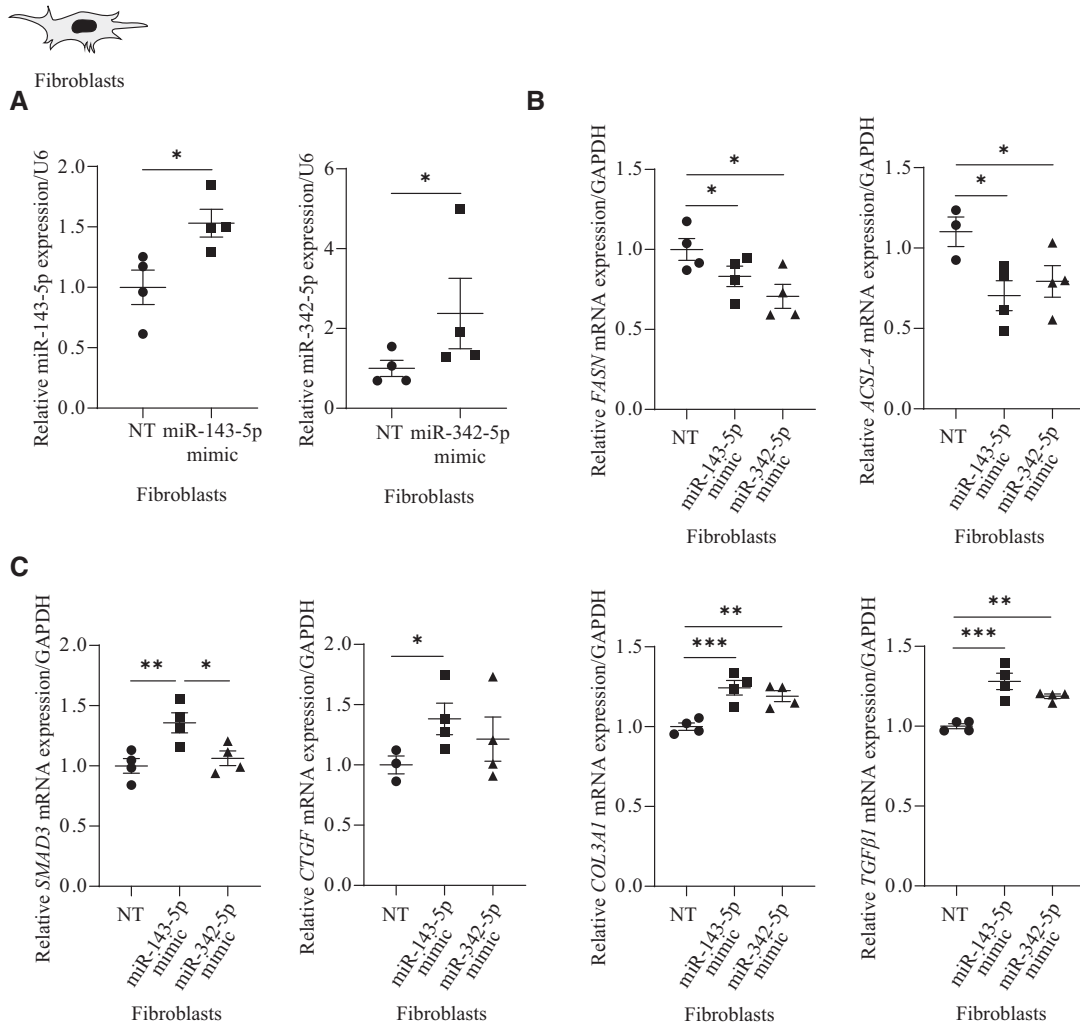 Fibroblasts
A
Relative miR-143-5p expression/U6
2.0
1.5
1.0
0.5
0.0
*
NT miR-143-5p
mimic
Fibroblasts
Relative miR-342-5p expression/U6
6
4
2
0
*
NT miR-342-5p
mimic
Fibroblasts
B
Relative FASN mRNA expression/GAPDH
1.5
1.0
0.5
0.0
*
*
NT
miR-143-5p
mimic
miR-342-5p
mimic
Fibroblasts
Relative ACSL-4 mRNA expression/GAPDH
1.5
1.0
0.5
0.0
*
*
NT
miR-143-5p
mimic
miR-342-5p
mimic
Fibroblasts
C
Relative SMAD3 mRNA expression/GAPDH
2.0
1.5
1.0
0.5
0.0
** *
NT
miR-143-5p
mimic
miR-342-5p
mimic
Fibroblasts
Relative CTGF mRNA expression/GAPDH
2.0
1.5
1.0
0.5
0.0
*
NT
miR-143-5p
mimic
miR-342-5p
mimic
Fibroblasts
Relative COL3A1 mRNA expression/GAPDH
1.5
1.0
0.5
0.0
**
***
NT
miR-143-5p
mimic
miR-342-5p
mimic
Fibroblasts
Relative TGFβ1 mRNA expression/GAPDH
1.5
1.0
0.5
0.0
**
***
NT
miR-143-5p
mimic
miR-342-5p
mimic
Fibroblasts